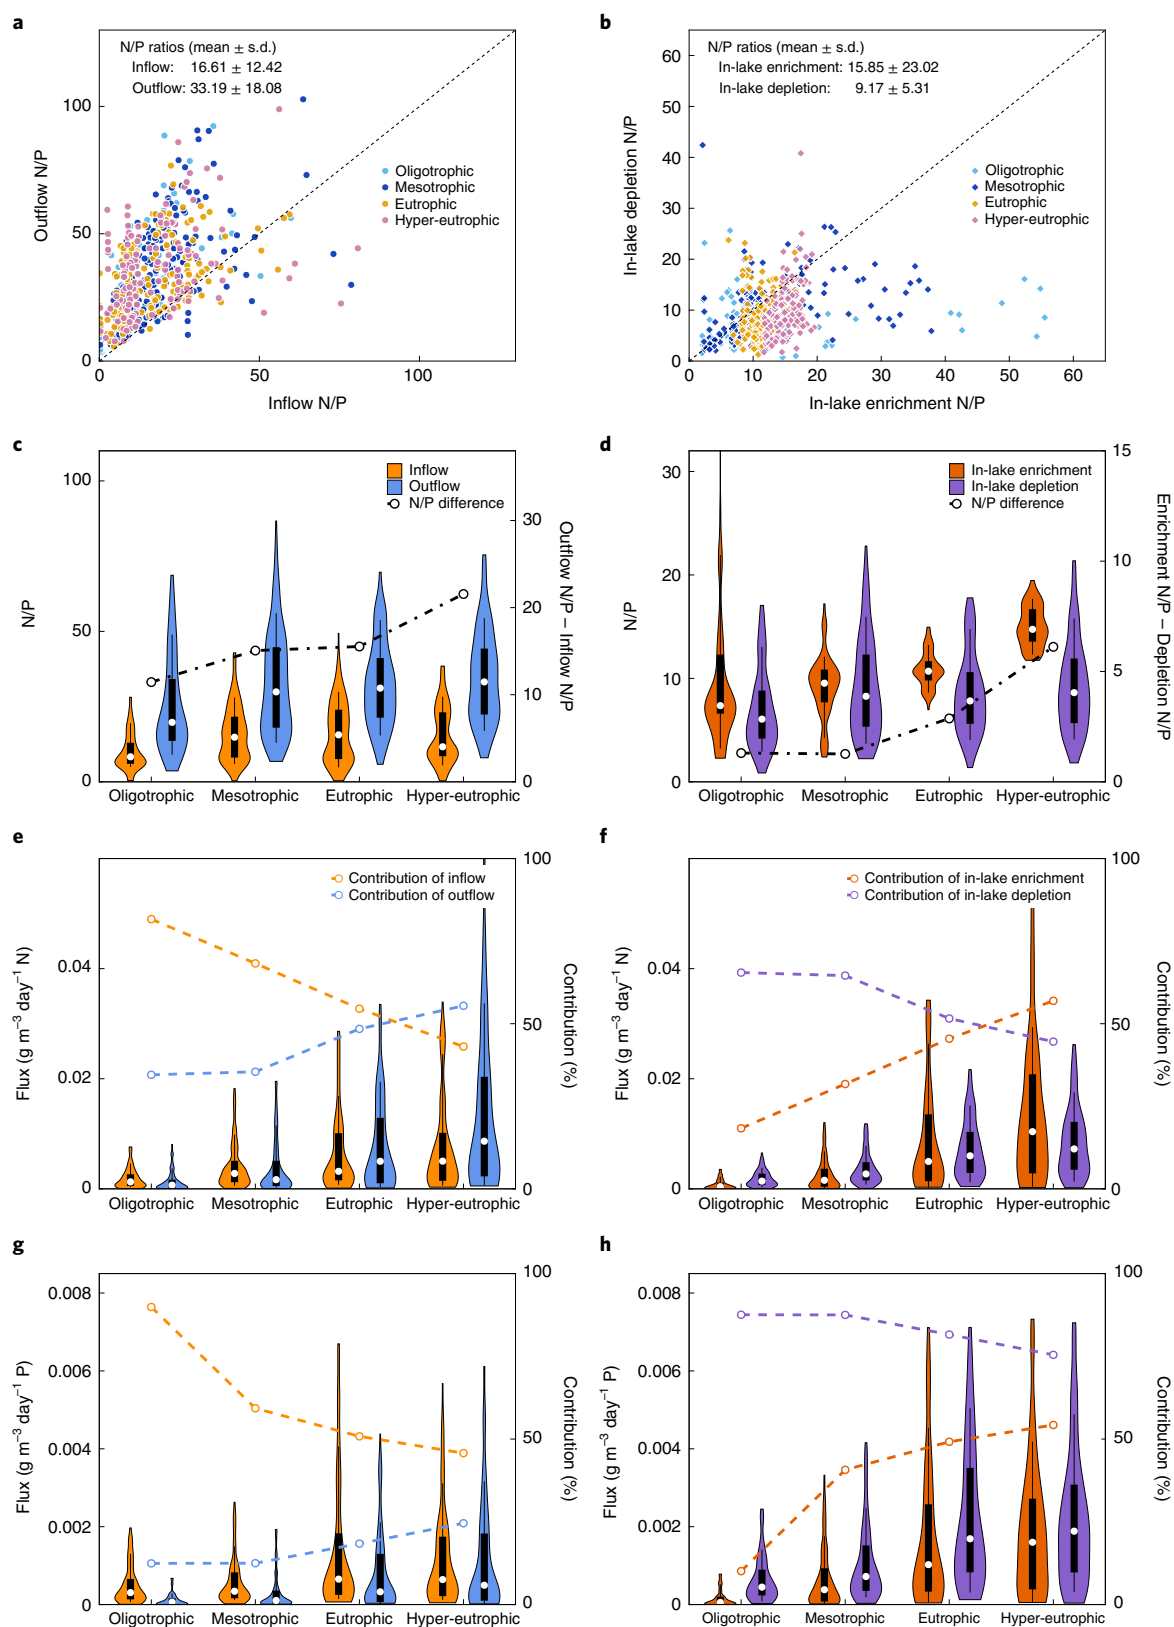 a
N/P ratios (mean ± s.d.)
Inflow: 16.61 ± 12.42
Outflow: 33.19 ± 18.08
Oligotrophic
Mesotrophic
Eutrophic
Hyper-eutrophic
100
50
0
Outflow N/P
0 50 100
Inflow N/P
b
N/P ratios (mean ± s.d.)
In-lake enrichment: 15.85 ± 23.02
In-lake depletion: 9.17 ± 5.31
Oligotrophic
Mesotrophic
Eutrophic
Hyper-eutrophic
60
50
40
30
20
10
0
In-lake depletion N/P
0 10 20 30 40 50 60
In-lake enrichment N/P
c
Inflow
Outflow
N/P difference
100
50
0
N/P
30
20
10
0
Outflow N/P – Inflow N/P
Oligotrophic Mesotrophic Eutrophic Hyper-eutrophic
d
In-lake enrichment
In-lake depletion
N/P difference
30
20
10
0
N/P
15
10
5
0
Enrichment N/P – Depletion N/P
Oligotrophic Mesotrophic Eutrophic Hyper-eutrophic
e
Contribution of inflow
Contribution of outflow
0.04
0.02
0
Flux (g m⁻³ day⁻¹ N)
100
50
0
Contribution (%)
Oligotrophic Mesotrophic Eutrophic Hyper-eutrophic
f
Contribution of in-lake enrichment
Contribution of in-lake depletion
0.04
0.02
0
Flux (g m⁻³ day⁻¹ N)
100
50
0
Contribution (%)
Oligotrophic Mesotrophic Eutrophic Hyper-eutrophic
g
0.008
0.006
0.004
0.002
0
Flux (g m⁻³ day⁻¹ P)
100
50
0
Contribution (%)
Oligotrophic Mesotrophic Eutrophic Hyper-eutrophic
h
0.008
0.006
0.004
0.002
0
Flux (g m⁻³ day⁻¹ P)
100
50
0
Contribution (%)
Oligotrophic Mesotrophic Eutrophic Hyper-eutrophic